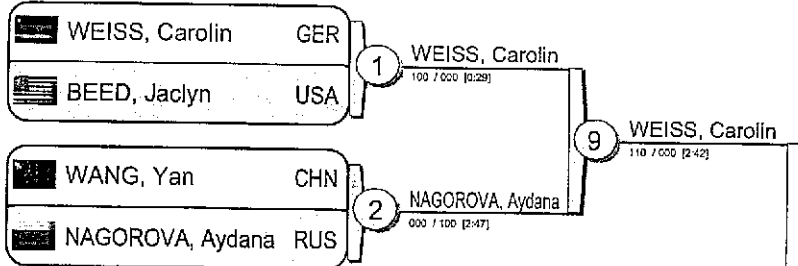 WEISS, Carolin GER
BEED, Jaclyn USA
1
WEISS, Carolin
100 / 000 [0:29]
WANG, Yan CHN
NAGOROVA, Aydana RUS
2
NAGOROVA, Aydana
000 / 100 [2:47]
9
WEISS, Carolin
110 / 000 [2:42]